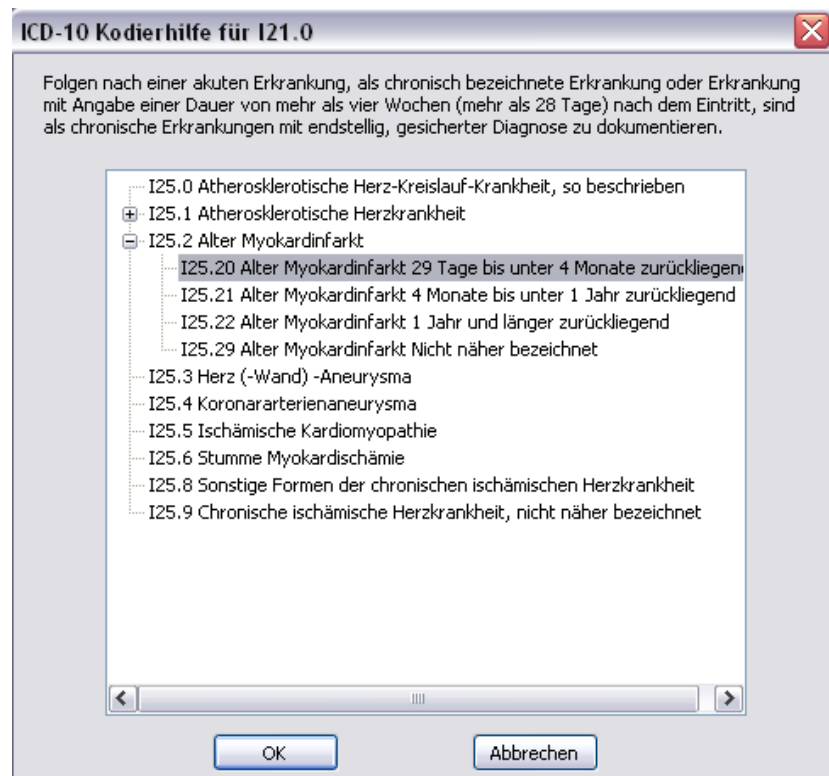 ICD-10 Kodierhilfe für I21.0
Folgen nach einer akuten Erkrankung, als chronisch bezeichnete Erkrankung oder Erkrankung
mit Angabe einer Dauer von mehr als vier Wochen (mehr als 28 Tage) nach dem Eintritt, sind
als chronische Erkrankungen mit endstellig, gesicherter Diagnose zu dokumentieren.
I25.0 Atherosklerotische Herz-Kreislauf-Krankheit, so beschrieben
I25.1 Atherosklerotische Herzkrankheit
I25.2 Alter Myokardinfarkt
I25.20 Alter Myokardinfarkt 29 Tage bis unter 4 Monate zurückliegen
I25.21 Alter Myokardinfarkt 4 Monate bis unter 1 Jahr zurückliegend
I25.22 Alter Myokardinfarkt 1 Jahr und länger zurückliegend
I25.29 Alter Myokardinfarkt Nicht näher bezeichnet
I25.3 Herz (-Wand) -Aneurysma
I25.4 Koronararterienaneurysma
I25.5 Ischämische Kardiomyopathie
I25.6 Stumme Myokardischämie
I25.8 Sonstige Formen der chronischen ischämischen Herzkrankheit
I25.9 Chronische ischämische Herzkrankheit, nicht näher bezeichnet
OK Abbrechen